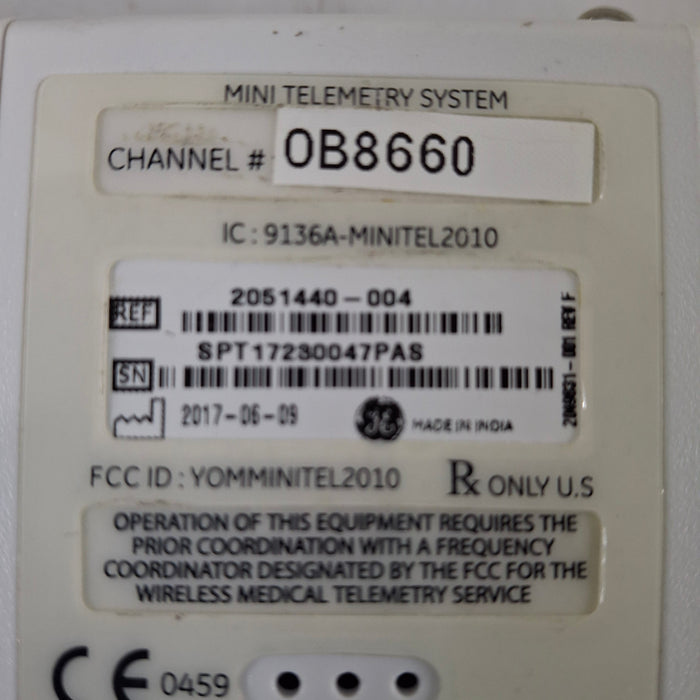 MINI TELEMETRY SYSTEM
CHANNEL # OB8660
IC : 9136A-MINITEL2010
REF 2051440-004
SPT17230047PAS
SN
2017-06-09 GE MADE IN INDIA
FCC ID : YOMMINITEL2010 Rx ONLY U.S
OPERATION OF THIS EQUIPMENT REQUIRES THE
PRIOR COORDINATION WITH A FREQUENCY
COORDINATOR DESIGNATED BY THE FCC FOR THE
WIRELESS MEDICAL TELEMETRY SERVICE
CE 0459